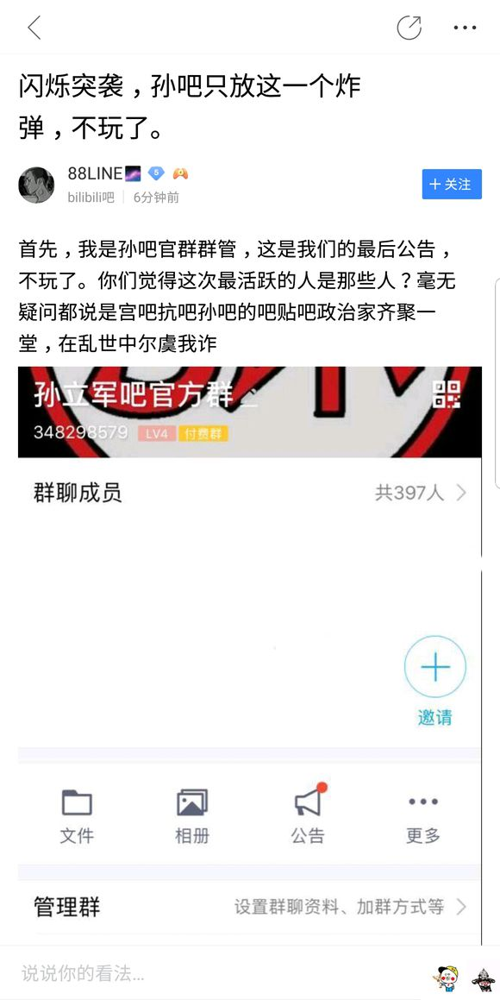 闪烁突袭，孙吧只放这一个炸
弹，不玩了。
88LINE 5
bilibili吧 6分钟前
+ 关注
首先，我是孙吧官群群管，这是我们的最后公告，
不玩了。你们觉得这次最活跃的人是那些人？毫无
疑问都说是宫吧抗吧孙吧的吧贴吧政治家齐聚一
堂，在乱世中尔虞我诈
孙立军吧官方群
348298579 LV4 付费群
群聊成员 共397人
邀请
文件 相册 公告 更多
管理群 设置群聊资料、加群方式等
说说你的看法...